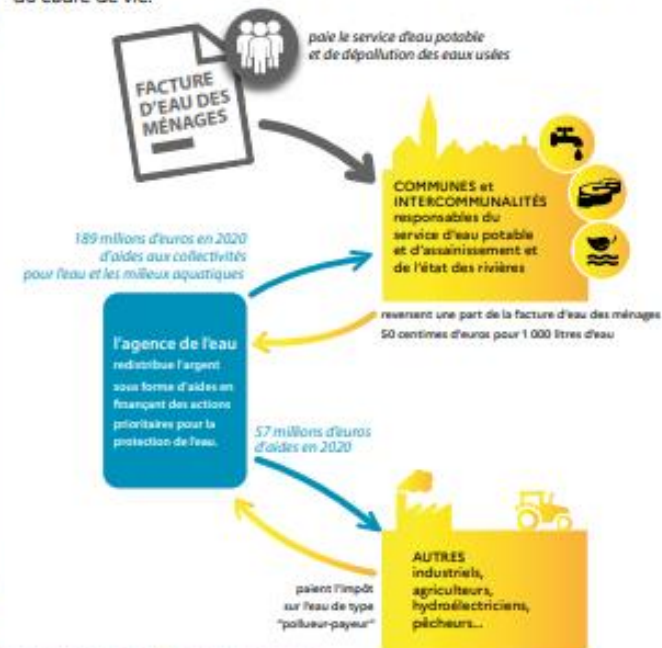 du coure de vie.
paie le service d'eau potable
et de dépollution des eaux usées
FACTURE
D'EAU DES
MÉNAGES
COMMUNES et
INTERCOMMUNALITÉS
responsables du
service d'eau potable
et d'assainissement et
de l'état des rivières
189 millions d'euros en 2020
d'aides aux collectivités
pour l'eau et les milieux aquatiques
reversent une part de la facture d'eau des ménages
50 centimes d'euros pour 1 000 litres d'eau
l'agence de l'eau
redistribue l'argent
sous forme d'aides en
finançant des actions
prioritaires pour la
protection de l'eau.
57 millions d'euros
d'aides en 2020
AUTRES
industriels,
agriculteurs,
hydroélectriciens,
pêcheurs...
paient l'impôt
sur l'eau de type
"pollueur-payeur"